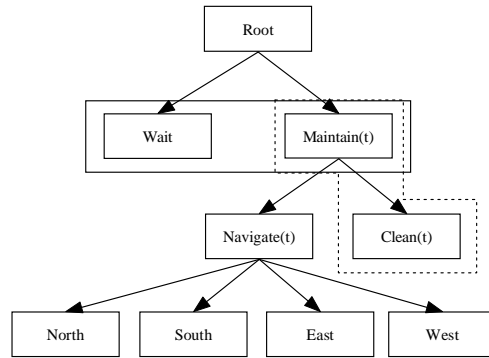 Root
Wait
Maintain(t)
Navigate(t)
Clean(t)
North
South
East
West